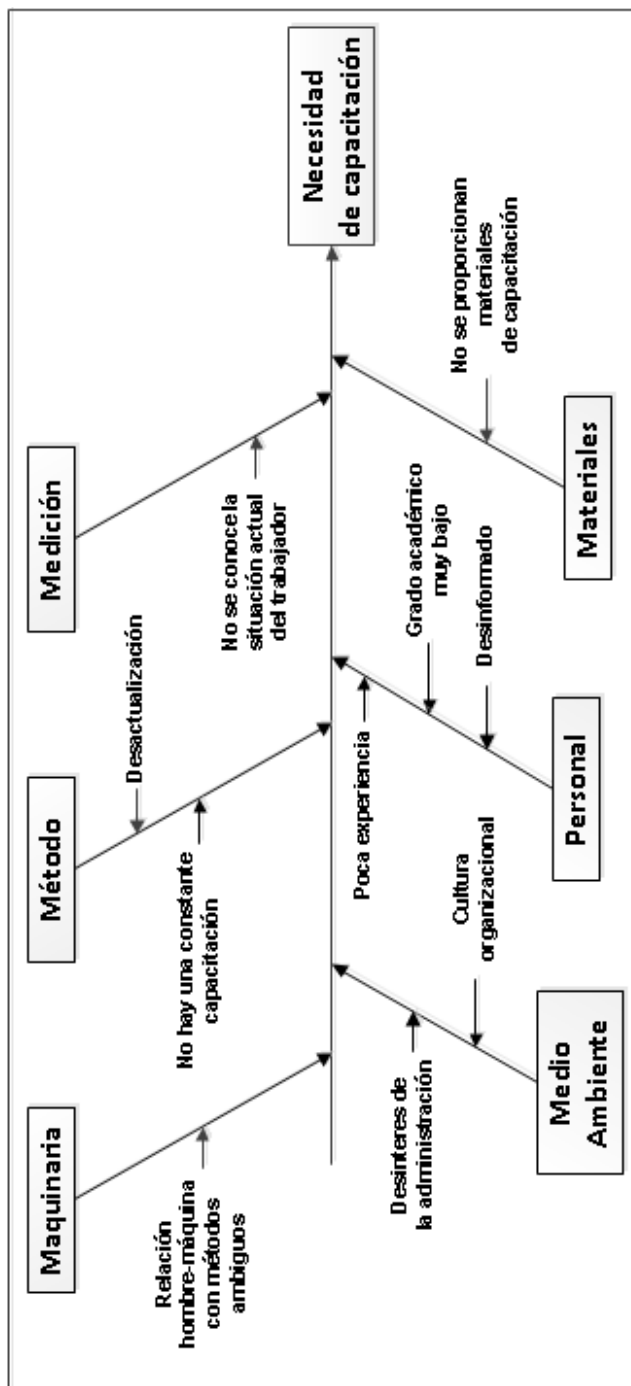 Maquinaria
Método
Medición
Relación
hombre-máquina
con métodos
ambiguos
Desactualización
No hay una constante
capacitación
No se conoce la
situación actual
del trabajador
Necesidad
de capacitación
Desinteres de
la administración
Cultura
organizacional
Poca experiencia
Grado académico
muy bajo
Desinformado
No se proporcionan
materiales
de capacitación
Medio
Ambiente
Personal
Materiales